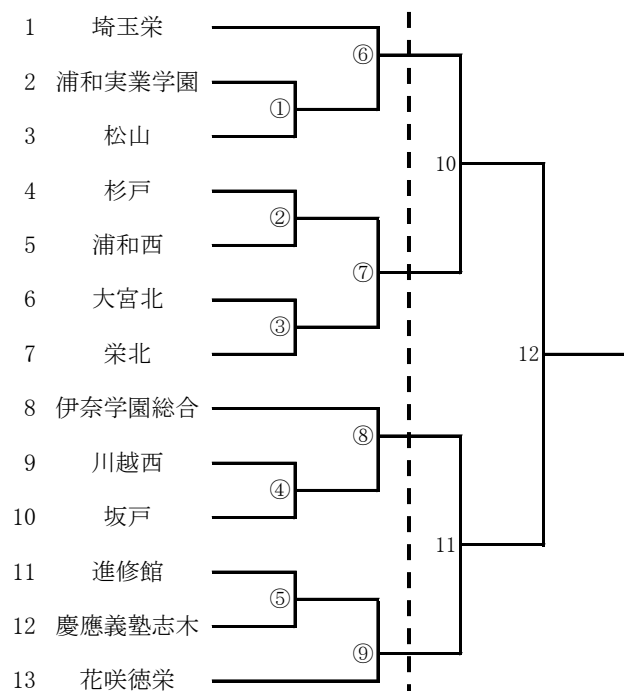 1 埼玉栄
⑥
2 浦和実業学園
①
3 松山
10
4 杉戸
②
5 浦和西
⑦
6 大宮北
③
7 栄北
12
8 伊奈学園総合
⑧
9 川越西
④
10 坂戸
11
11 進修館
⑤
12 慶應義塾志木
⑨
13 花咲徳栄